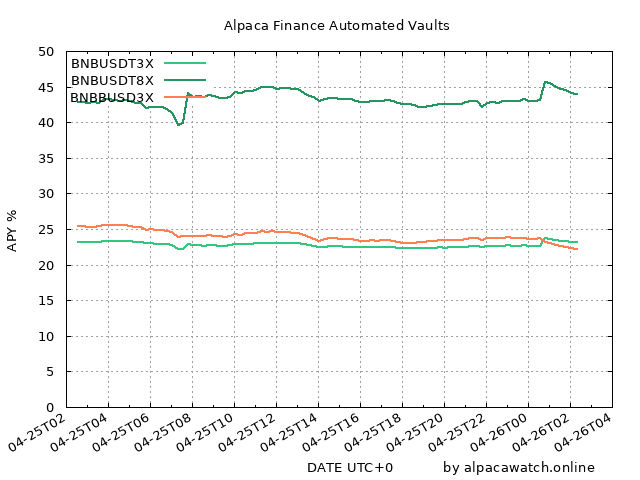 Alpaca Finance Automated Vaults
BNBUSDT3X
BNBUSDT8X
BNBBUSD3X
50
45
40
35
30
25
20
15
10
5
0
APY %
04-25T02
04-25T04
04-25T06
04-25T08
04-25T10
04-25T12
04-25T14
04-25T16
04-25T18
04-25T20
04-25T22
04-26T00
04-26T02
04-26T04
DATE UTC+0
by alpacawatch.online